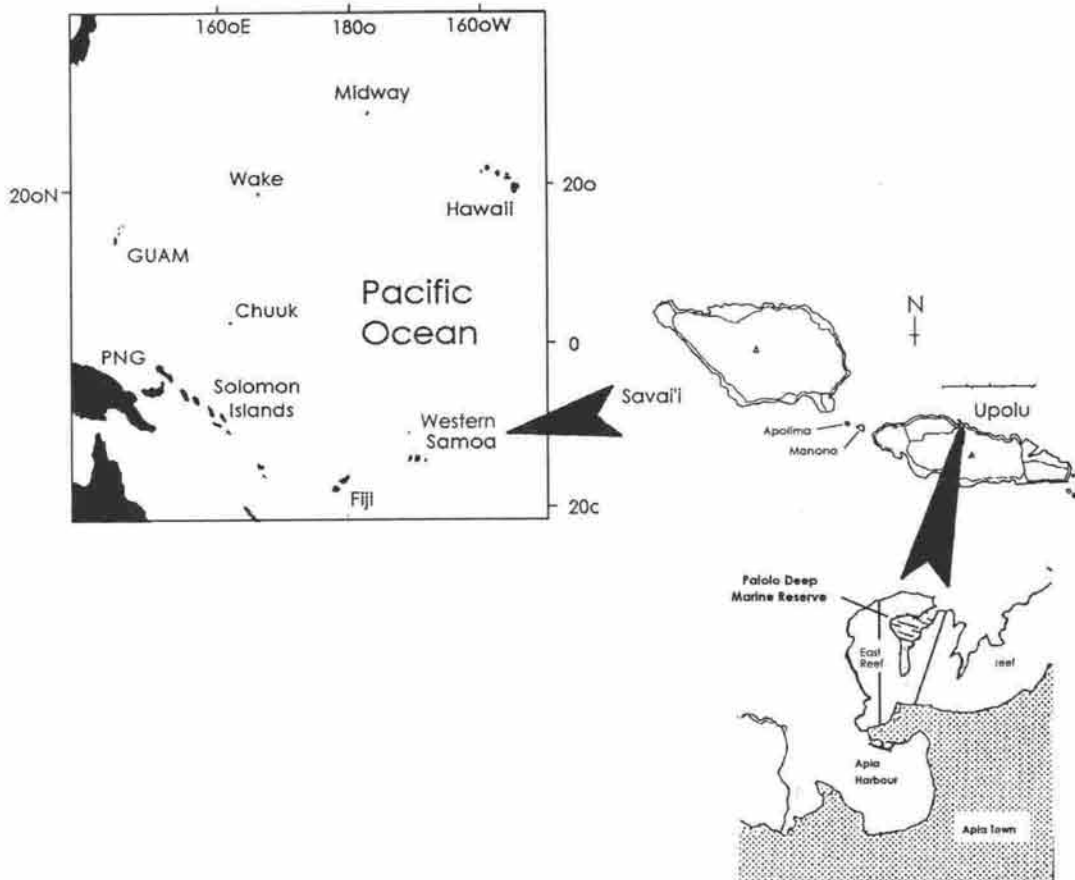 160oE
180o
160oW
Midway
Wake
20oN
20o
Hawaii
GUAM
Pacific
Ocean
Chuuk
0
PNG
Solomon
Islands
Western
Samoa
Fiji
20c
N
Savai'i
Upolu
Apolima
Manono
Palolo Deep
Marine Reserve
East
Reef
reef
Apia
Harbour
Apia Town